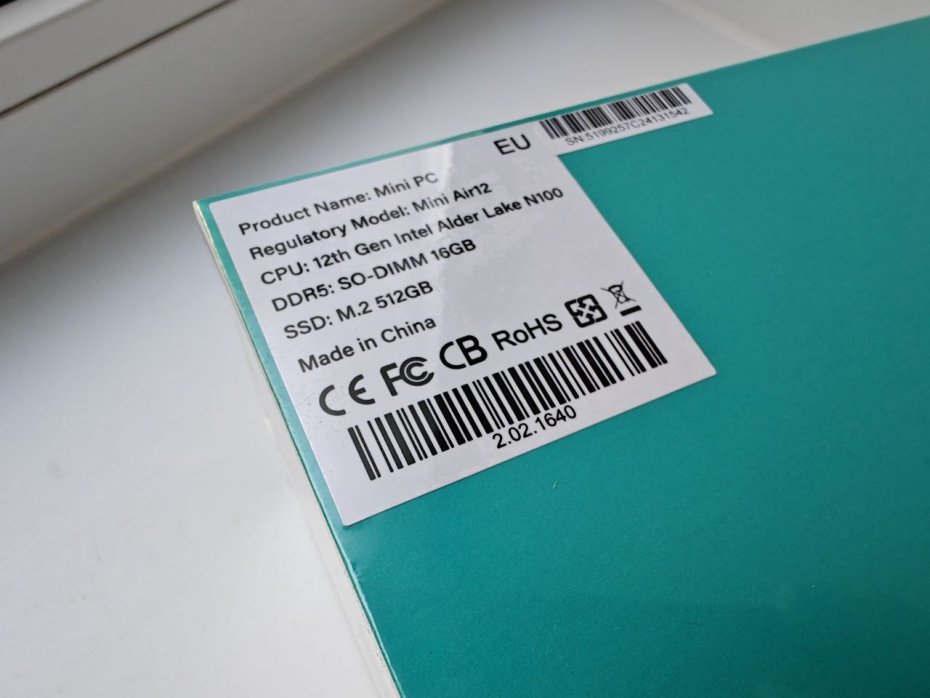 EU
SN:5199257C24131542
Product Name: Mini PC
Regulatory Model: Mini Air12
CPU: 12th Gen Intel Alder Lake N100
DDR5: SO-DIMM 16GB
SSD: M.2 512GB
Made in China
CE FC CB RoHS
2.02.1640